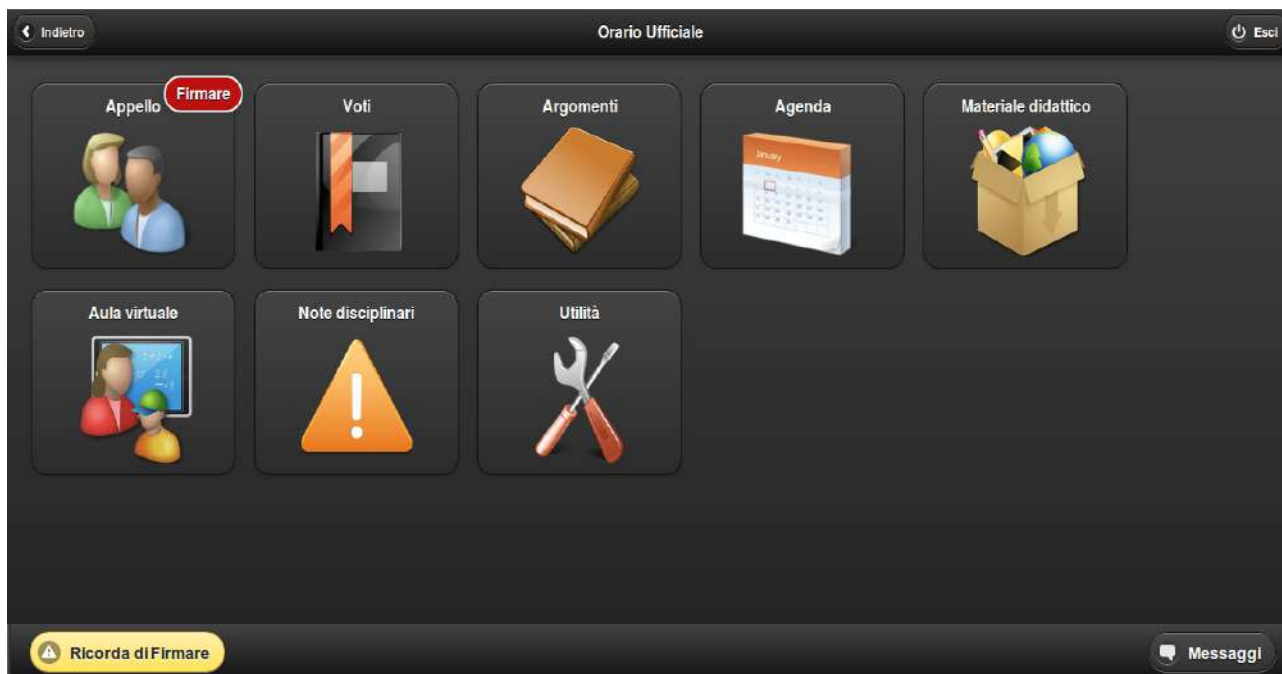 Indietro
Orario Ufficiale
Esci
Appello
Firmare
Voti
Argomenti
Agenda
Materiale didattico
January
Aula virtuale
Note disciplinari
Utilità
Ricorda di Firmare
Messaggi